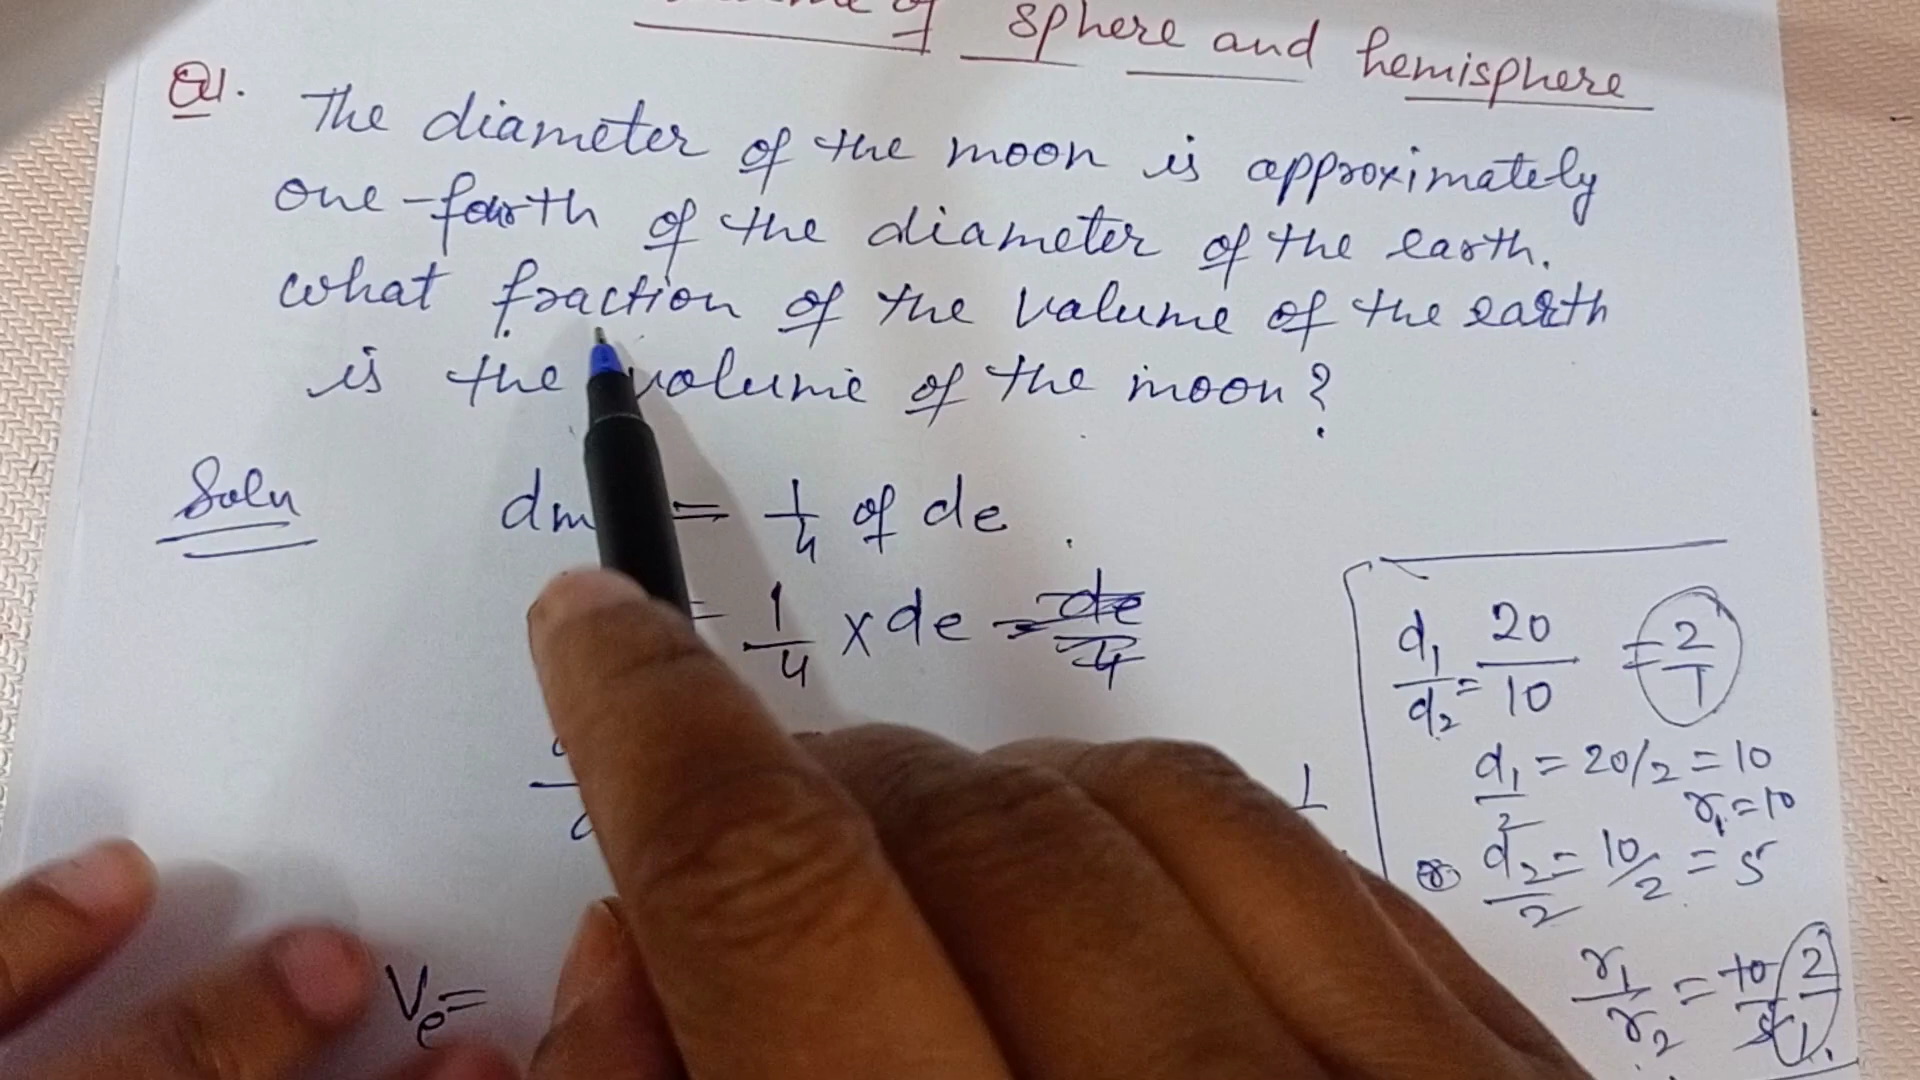 of sphere and hemisphere
Q1. The diameter of the moon is approximately
one-fourth of the diameter of the earth.
what fraction of the volume of the earth
is the volume of the moon?
Soln
dm = 1/4 of de
= 1/4 x de = de/4
1
Ve =
d1/d2 = 20/10 = 2/1
d1/2 = 20/2 = 10
r1 = 10
d2/2 = 10/2 = 5
r1/r2 = 10/5 2/1